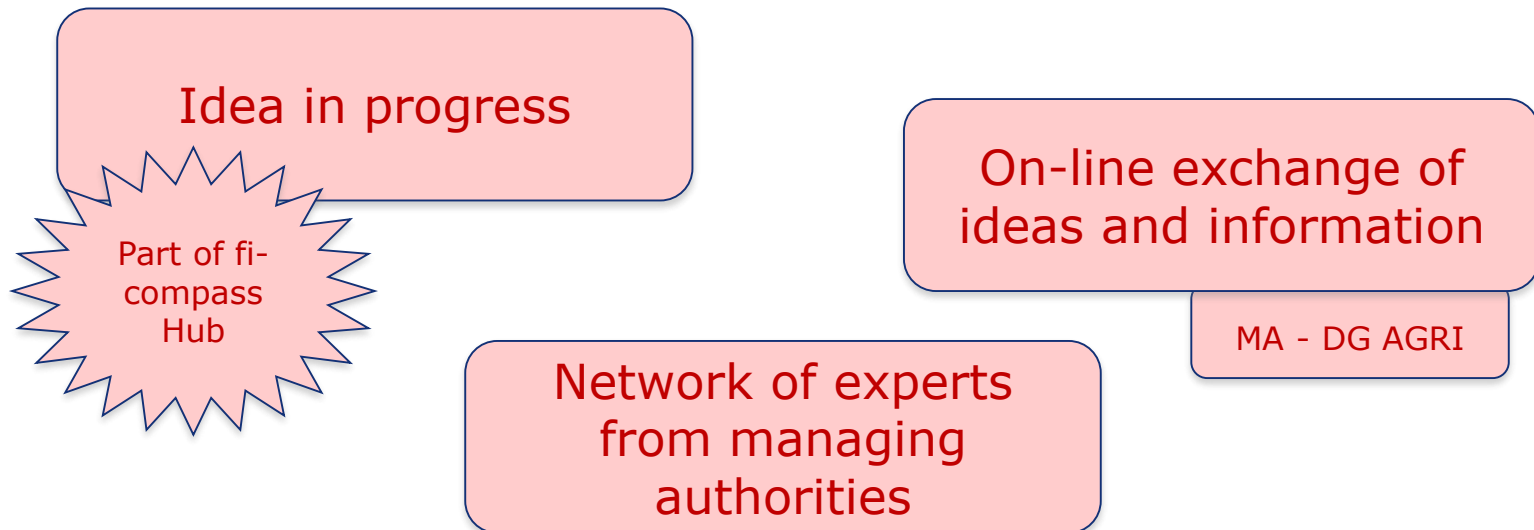 Idea in progress
Part of fi-
compass
Hub
On-line exchange of
ideas and information
MA - DG AGRI
Network of experts
from managing
authorities